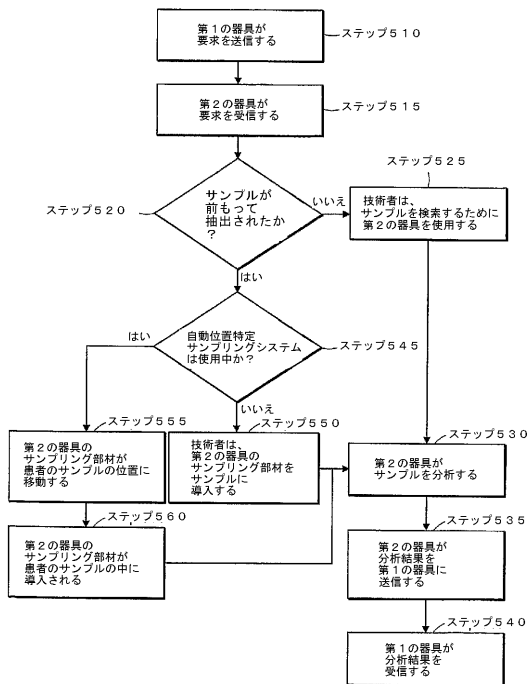 第1の器具が
要求を送信する
ステップ510
第2の器具が
要求を受信する
ステップ515
ステップ520
サンプルが
前もって
抽出されたか
?
いいえ
はい
ステップ525
技術者は、
サンプルを検索するために
第2の器具を使用する
はい
自動位置特定
サンプリングシステム
は使用中か?
ステップ545
いいえ
ステップ555
第2の器具の
サンプリング部材が
患者のサンプルの位置に
移動する
ステップ550
技術者は、
第2の器具の
サンプリング部材を
サンプルに
導入する
ステップ530
第2の器具が
サンプルを分析する
ステップ560
第2の器具の
サンプリング部材が
患者のサンプルの中に
導入される
ステップ535
第2の器具が
分析結果を
第1の器具に
送信する
ステップ540
第1の器具が
分析結果を
受信する